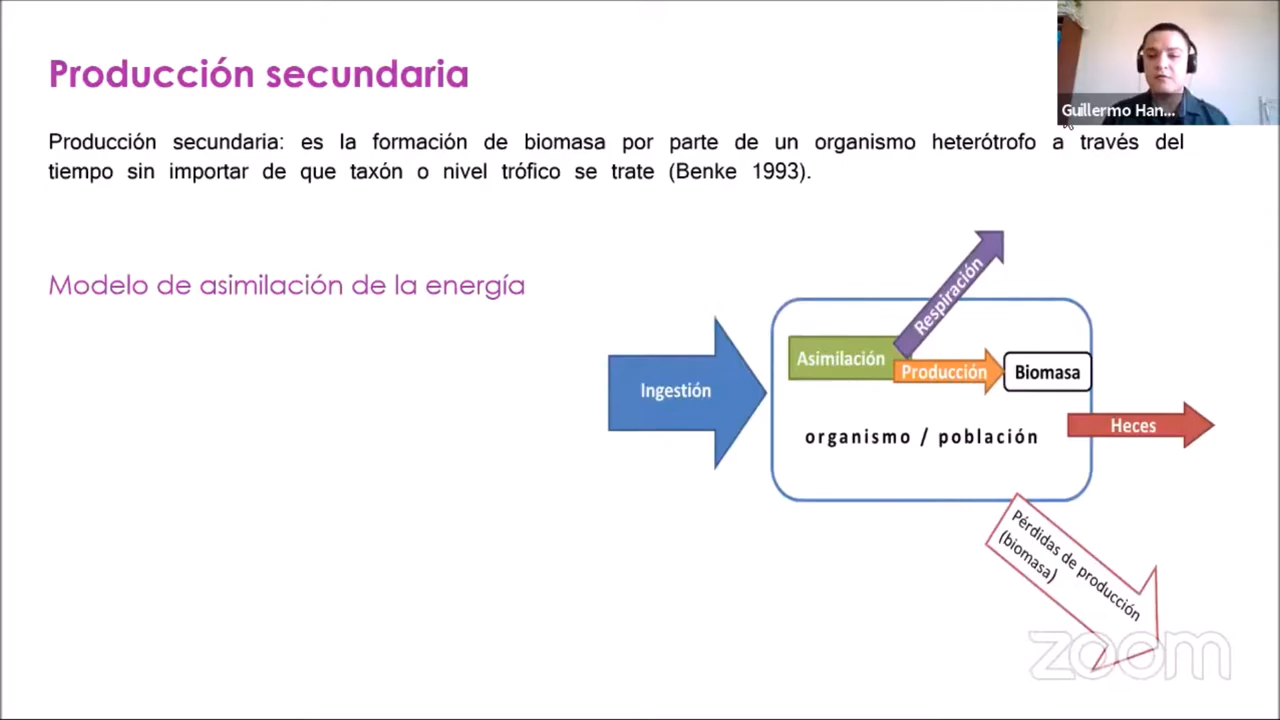 Producción secundaria
Guillermo Han...
Producción secundaria: es la formación de biomasa por parte de un organismo heterótrofo a través del
tiempo sin importar de que taxón o nivel trófico se trate (Benke 1993).
Modelo de asimilación de la energía
Respiración
Asimilación
Producción
Biomasa
Ingestión
organismo / población
Heces
Pérdidas de producción
(biomasa)
zoom